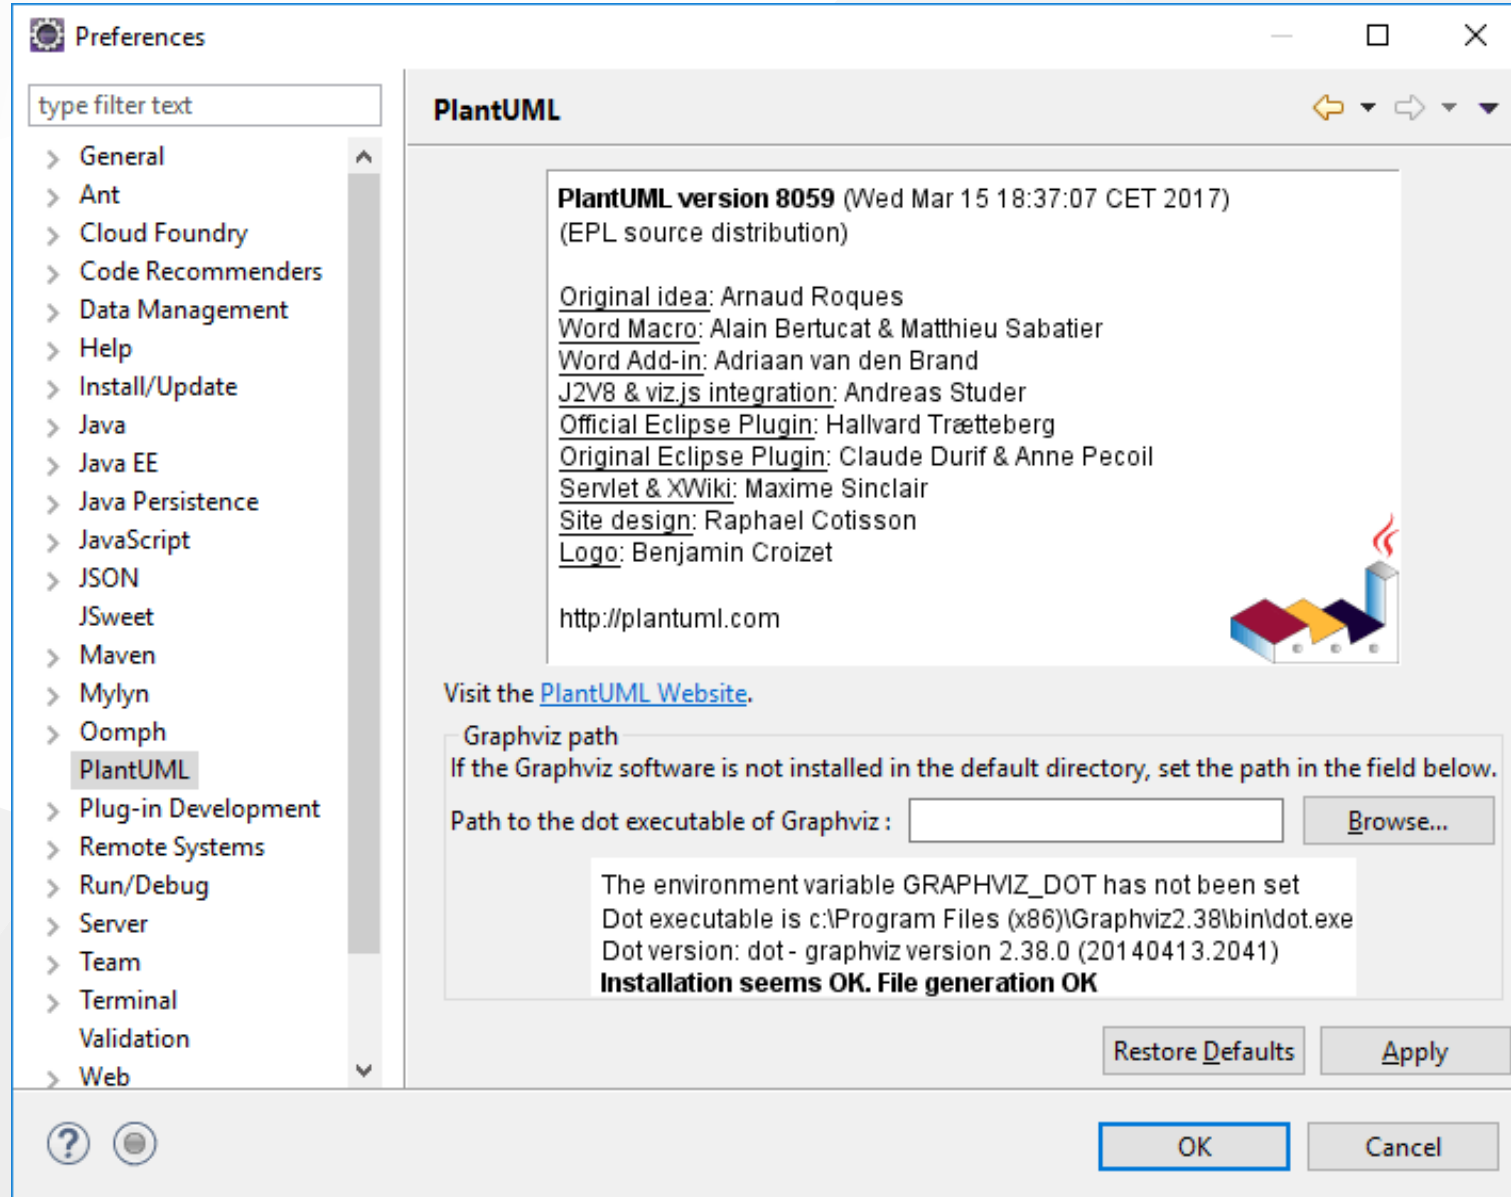 Preferences
type filter text
General
Ant
Cloud Foundry
Code Recommenders
Data Management
Help
Install/Update
Java
Java EE
Java Persistence
JavaScript
JSON
JSweet
Maven
Mylyn
Oomph
PlantUML
Plug-in Development
Remote Systems
Run/Debug
Server
Team
Terminal
Validation
Web
PlantUML
PlantUML version 8059 (Wed Mar 15 18:37:07 CET 2017)
(EPL source distribution)
Original idea: Arnaud Roques
Word Macro: Alain Bertucat & Matthieu Sabatier
Word Add-in: Adriaan van den Brand
J2V8 & viz.js integration: Andreas Studer
Official Eclipse Plugin: Hallvard Trætteberg
Original Eclipse Plugin: Claude Durif & Anne Pecoil
Servlet & XWiki: Maxime Sinclair
Site design: Raphael Cotisson
Logo: Benjamin Croizet
http://plantuml.com
Visit the PlantUML Website.
Graphviz path
If the Graphviz software is not installed in the default directory, set the path in the field below.
Path to the dot executable of Graphviz :
Browse...
The environment variable GRAPHVIZ_DOT has not been set
Dot executable is c:\Program Files (x86)\Graphviz2.38\bin\dot.exe
Dot version: dot - graphviz version 2.38.0 (20140413.2041)
Installation seems OK. File generation OK
Restore Defaults
Apply
OK
Cancel